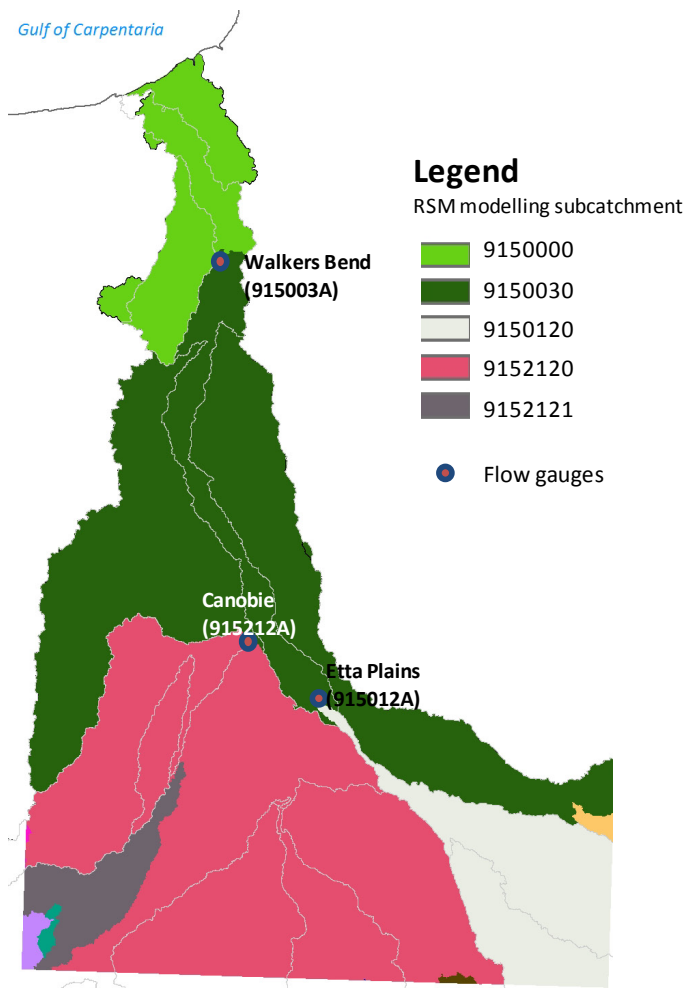 Gulf of Carpentaria
Legend
RSM modelling subcatchment
9150000
9150030
9150120
9152120
9152121
Flow gauges
Walkers Bend
(915003A)
Canobie
(915212A)
Etta Plains
(915012A)